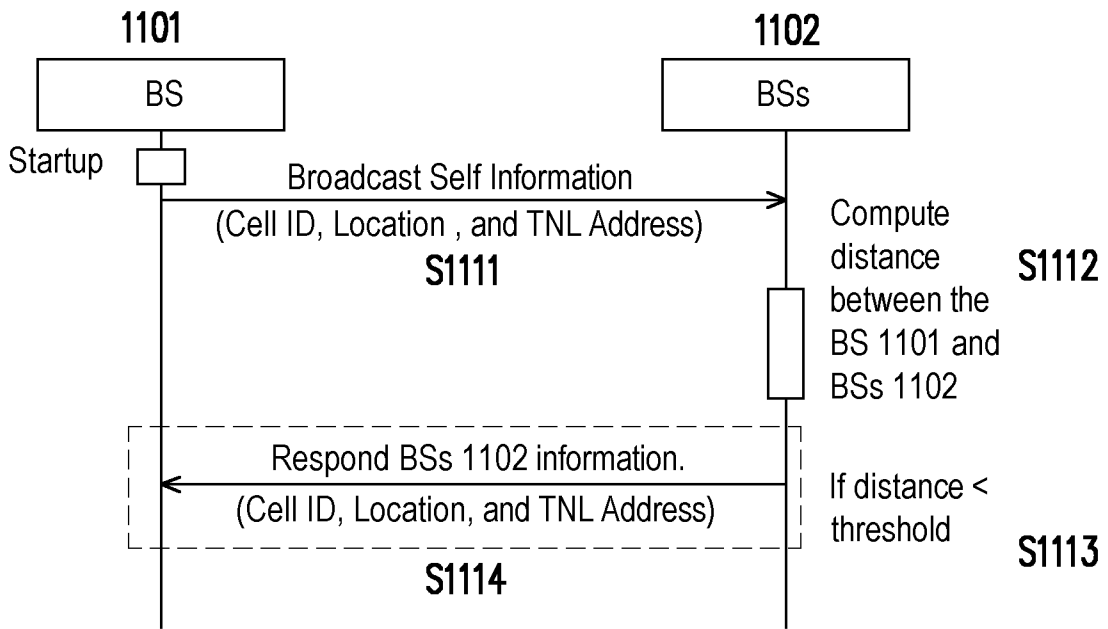 1101
1102
BS
BSs
Startup
Broadcast Self Information
(Cell ID, Location , and TNL Address)
S1111
Compute
distance
between the
BS 1101 and
BSs 1102
S1112
Respond BSs 1102 information.
(Cell ID, Location, and TNL Address)
If distance <
threshold
S1113
S1114